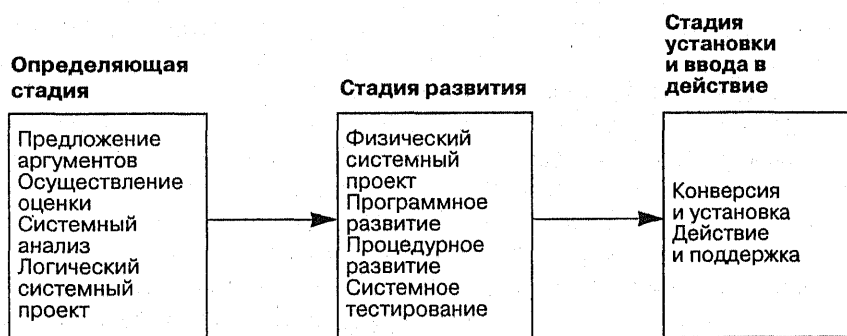 Определяющая
стадия
Предложение
аргументов
Осуществление
оценки
Системный
анализ
Логический
системный
проект
Стадия развития
Физический
системный
проект
Программное
развитие
Процедурное
развитие
Системное
тестирование
Стадия
установки
и ввода в
действие
Конверсия
и установка
Действие
и поддержка